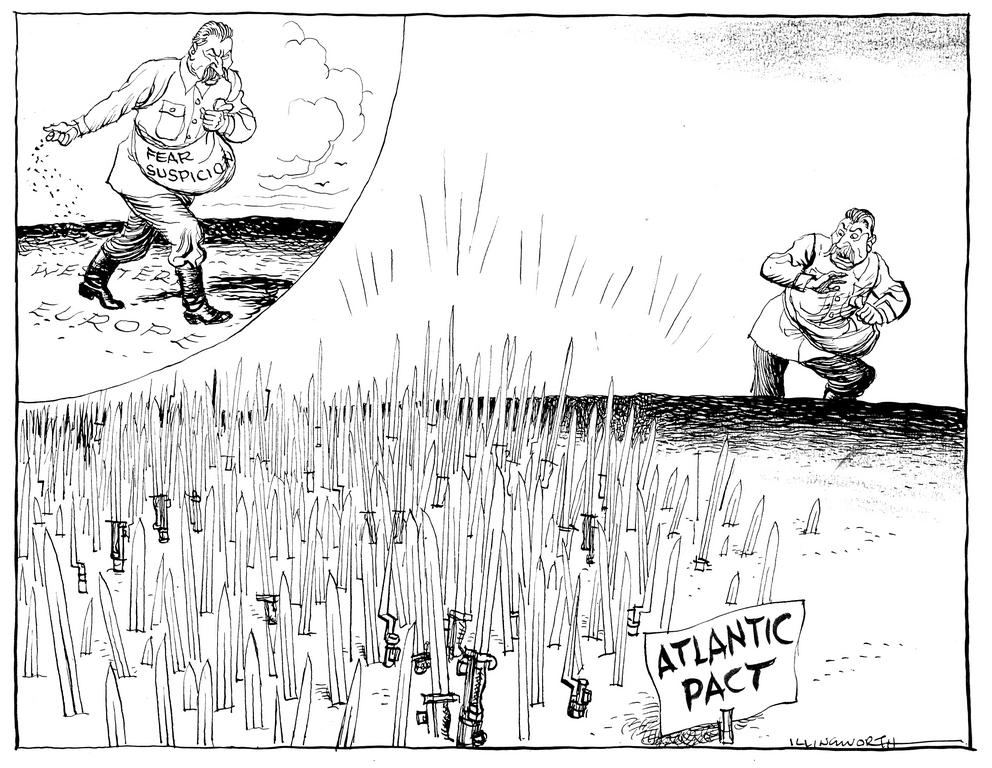 FEAR
SUSPICION
WESTERN
EUROPE
ATLANTIC
PACT
ILLINGWORTH